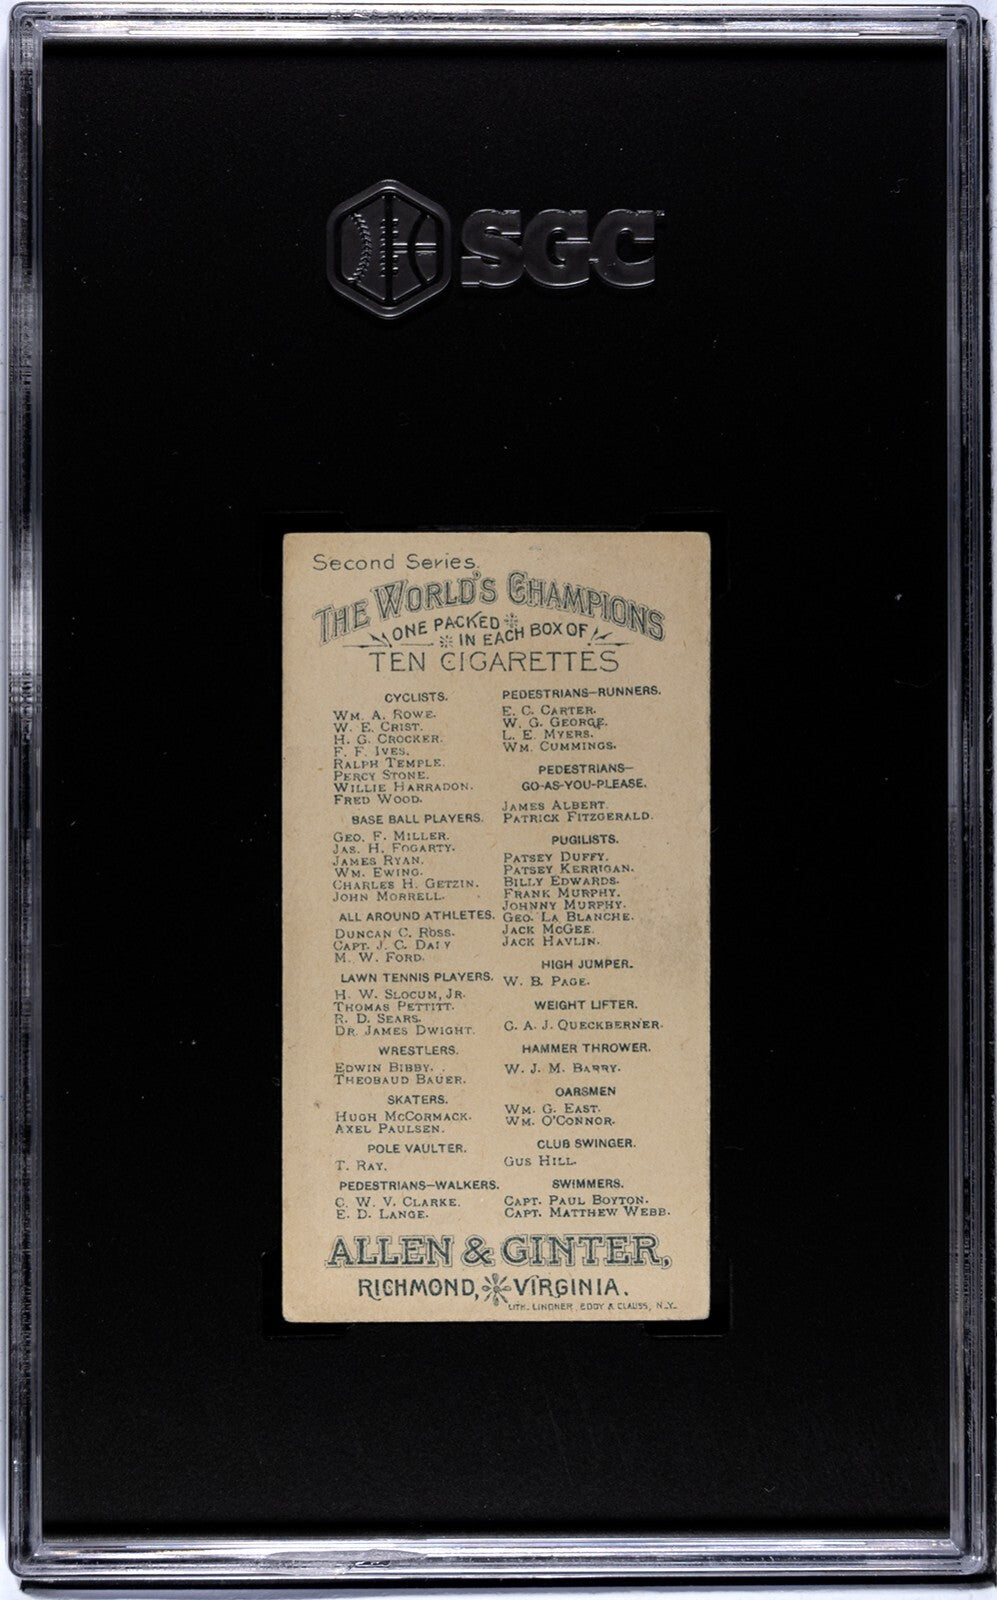 SGC
Second Series.
THE WORLD'S CHAMPIONS
ONE PACKED
IN EACH BOX OF
TEN CIGARETTES
CYCLISTS.
WM. A. ROWE.
W. E. CRIST.
H. G. CROCKER.
F. F. IVES.
RALPH TEMPLE.
PERCY STONE.
WILLIE HARRADON.
FRED WOOD.
BASE BALL PLAYERS.
GEO. F. MILLER.
JAS. H. FOGARTY.
JAMES RYAN.
WM. EWING.
CHARLES H. GETZIN.
JOHN MORRELL.
ALL AROUND ATHLETES.
DUNCAN C. ROSS.
CAPT. J. C. DALY
M. W. FORD.
LAWN TENNIS PLAYERS.
H. W. SLOCUM, JR.
THOMAS PETTITT.
R. D. SEARS.
DR. JAMES DWIGHT.
WRESTLERS.
EDWIN BIBBY.
THEOBAUD BAUER.
SKATERS.
HUGH MCCORMACK.
AXEL PAULSEN.
POLE VAULTER.
T. RAY.
PEDESTRIANS-WALKERS.
C. W. V. CLARKE.
E. D. LANGE.
PEDESTRIANS-RUNNERS.
E. C. CARTER.
W. G. GEORGE.
L. E. MYERS.
WM. CUMMINGS.
PEDESTRIANS-
GO-AS-YOU-PLEASE.
JAMES ALBERT.
PATRICK FITZGERALD.
PUGILISTS.
PATSEY DUFFY.
PATSEY KERRIGAN.
BILLY EDWARDS.
FRANK MURPHY.
JOHNNY MURPHY.
GEO. LA BLANCHE.
JACK MCGEE.
JACK HAVLIN.
HIGH JUMPER.
W. B. PAGE.
WEIGHT LIFTER.
C. A. J. QUECKBERNER.
HAMMER THROWER.
W. J. M. BARRY.
OARSMEN
WM. G. EAST.
WM. O'CONNOR.
CLUB SWINGER.
GUS HILL.
SWIMMERS.
CAPT. PAUL BOYTON.
CAPT. MATTHEW WEBB.
ALLEN & GINTER,
RICHMOND, VIRGINIA.
LITH. LINDNER, EDDY & CLAUSS, N.Y.